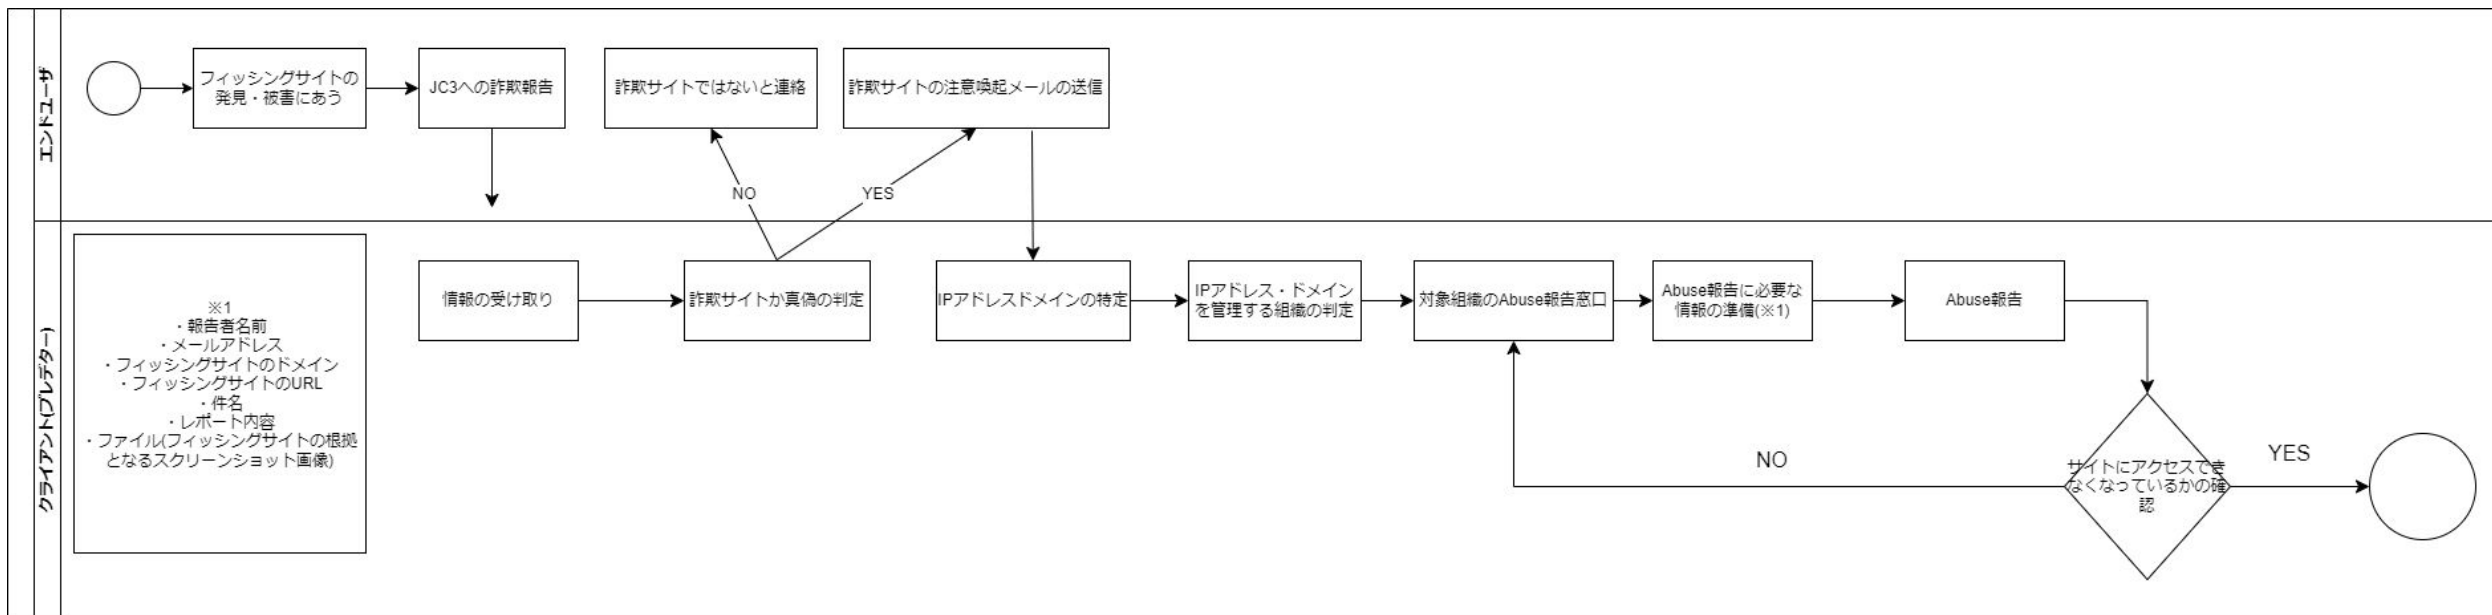 エンドユーザ
フィッシングサイトの
発見・被害にあう
JC3への詐欺報告
詐欺サイトではないと連絡
詐欺サイトの注意喚起メールの送信
NO
YES
クライアント(プレデター)
※1
・報告者名前
・メールアドレス
・フィッシングサイトのドメイン
・フィッシングサイトのURL
・件名
・レポート内容
・ファイル(フィッシングサイトの根拠
となるスクリーンショット画像)
情報の受け取り
詐欺サイトか真偽の判定
IPアドレスドメインの特定
IPアドレス・ドメイン
を管理する組織の判定
対象組織のAbuse報告窓口
Abuse報告に必要な
情報の準備(※1)
Abuse報告
サイトにアクセスでき
なくなっているかの確
認
NO
YES